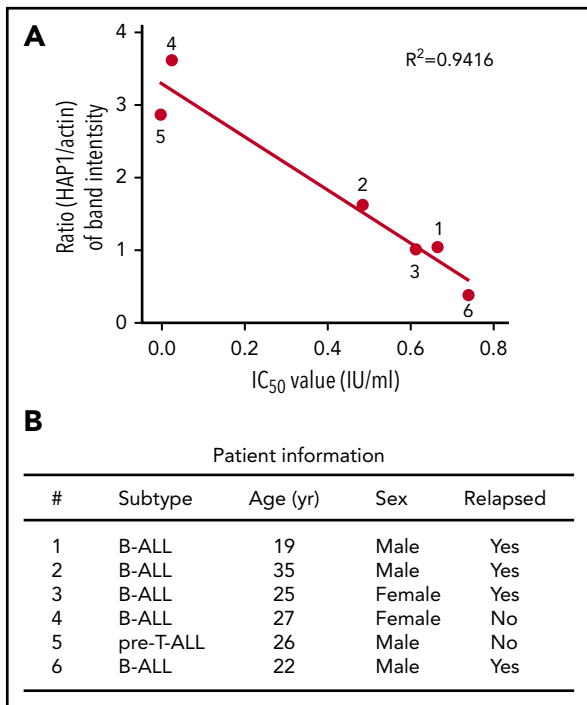 A
R²=0.9416
Ratio (HAP1/actin)
of band intentsity
4
3
2
1
0
4
5
2
1
3
6
0.0 0.2 0.4 0.6 0.8
IC₅₀ value (IU/ml)
B
Patient information
# Subtype Age (yr) Sex Relapsed
1 B-ALL 19 Male Yes
2 B-ALL 35 Male Yes
3 B-ALL 25 Female Yes
4 B-ALL 27 Female No
5 pre-T-ALL 26 Male No
6 B-ALL 22 Male Yes